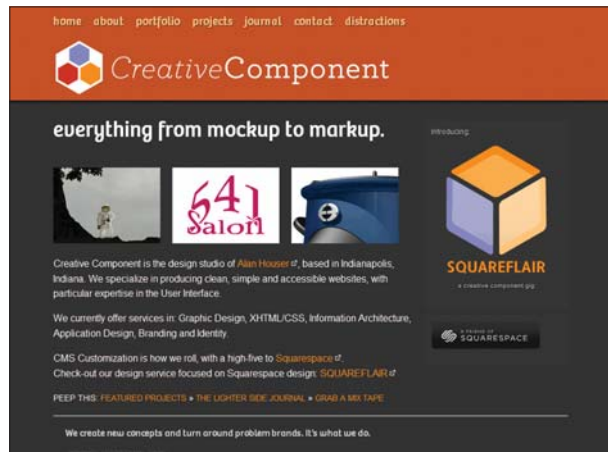 home about portfolio projects journal contact distractions
CreativeComponent
everything from mockup to markup.
Introducing:
641
Salon
SQUAREFLAIR
a creative component gig
Creative Component is the design studio of Alan Houser, based in Indianapolis,
Indiana. We specialize in producing clean, simple and accessible websites, with
particular expertise in the User Interface.
We currently offer services in: Graphic Design, XHTML/CSS, Information Architecture,
Application Design, Branding and Identity.
A FRIEND OF
SQUARESPACE
CMS Customization is how we roll, with a high-five to Squarespace.
Check-out our design service focused on Squarespace design: SQUAREFLAIR
PEEP THIS: FEATURED PROJECTS » THE LIGHTER SIDE JOURNAL » GRAB A MIX TAPE
We create new concepts and turn around problem brands. It's what we do.